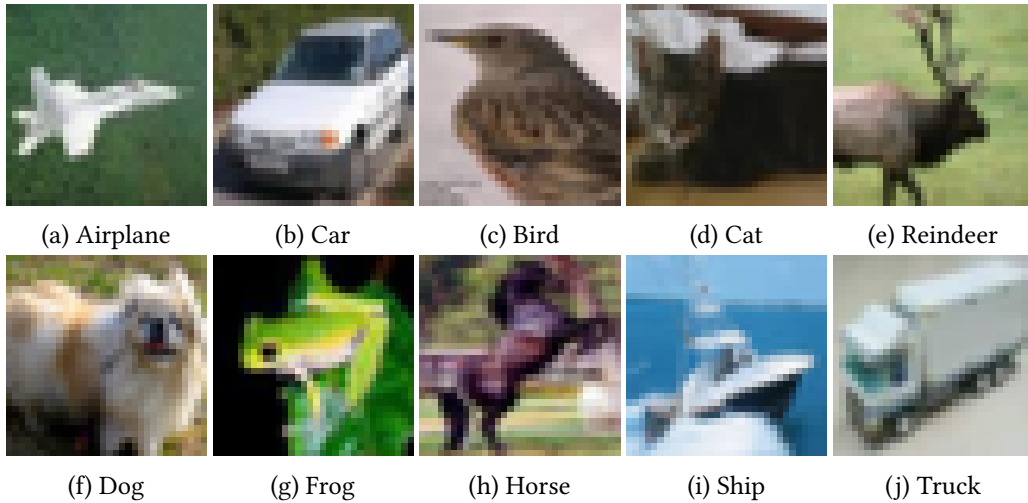 (a) Airplane (b) Car (c) Bird (d) Cat (e) Reindeer
(f) Dog (g) Frog (h) Horse (i) Ship (j) Truck